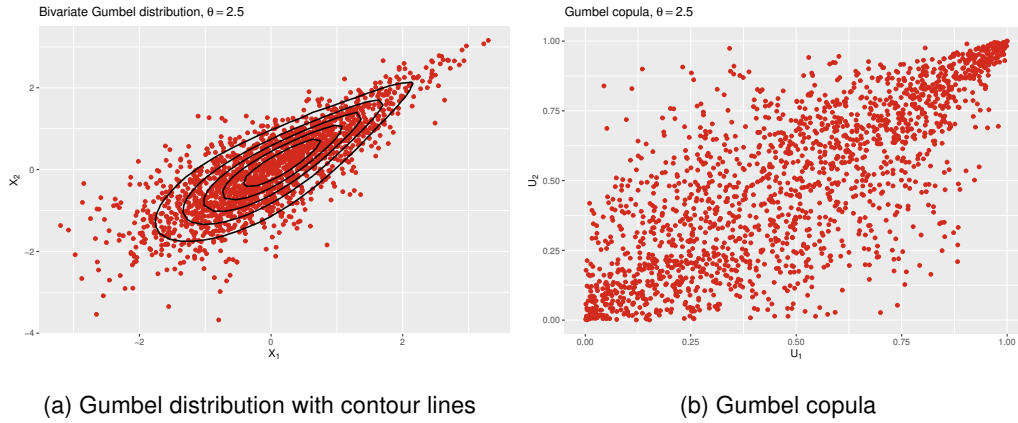 Bivariate Gumbel distribution, θ = 2.5
2
0
−2
−4
X₂
−2
0
2
X₁
Gumbel copula, θ = 2.5
1.00
0.75
0.50
0.25
0.00
U₂
0.00
0.25
0.50
0.75
1.00
U₁
(a) Gumbel distribution with contour lines
(b) Gumbel copula